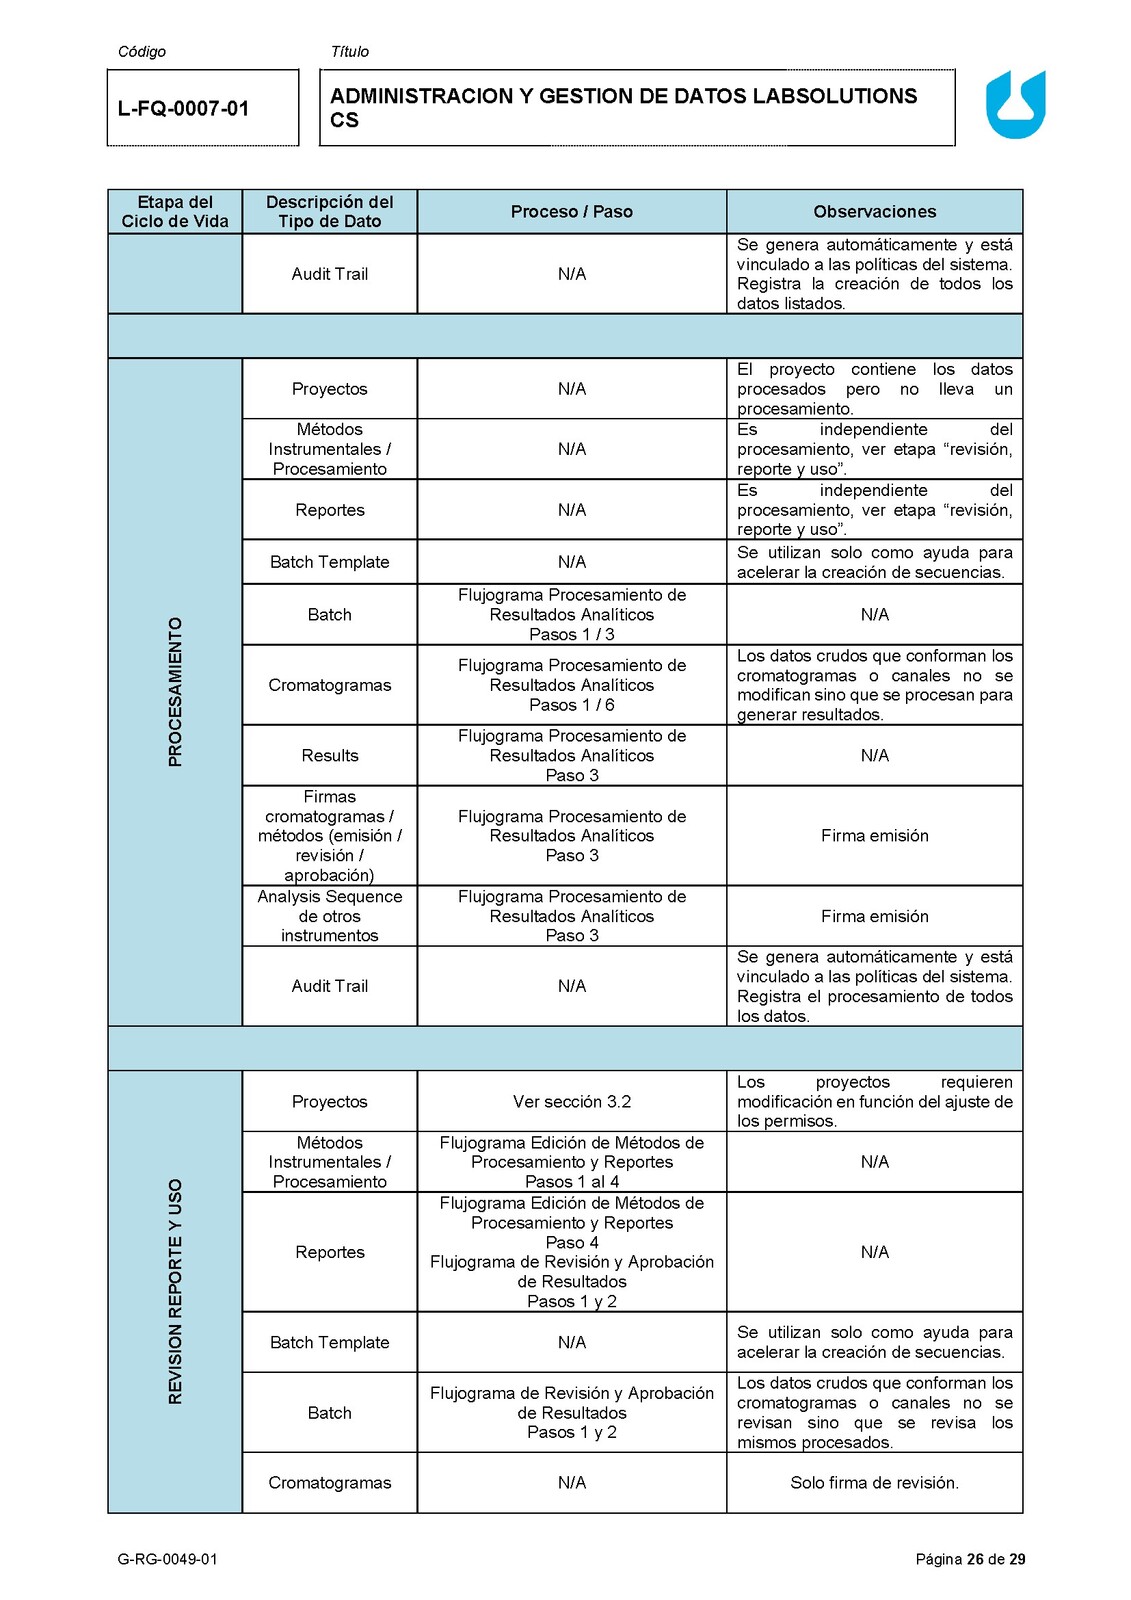 Código
Título
L-FQ-0007-01
ADMINISTRACION Y GESTION DE DATOS LABSOLUTIONS
CS
Etapa del
Ciclo de Vida
Descripción del
Tipo de Dato
Proceso / Paso
Observaciones
Audit Trail
N/A
Se genera automáticamente y está
vinculado a las políticas del sistema.
Registra la creación de todos los
datos listados.
PROCESAMIENTO
Proyectos
N/A
El proyecto contiene los datos
procesados pero no lleva un
procesamiento.
Métodos
Instrumentales /
Procesamiento
N/A
Es independiente del
procesamiento, ver etapa “revisión,
reporte y uso”.
Reportes
N/A
Es independiente del
procesamiento, ver etapa “revisión,
reporte y uso”.
Batch Template
N/A
Se utilizan solo como ayuda para
acelerar la creación de secuencias.
Batch
Flujograma Procesamiento de
Resultados Analíticos
Pasos 1 / 3
N/A
Cromatogramas
Flujograma Procesamiento de
Resultados Analíticos
Pasos 1 / 6
Los datos crudos que conforman los
cromatogramas o canales no se
modifican sino que se procesan para
generar resultados.
Results
Flujograma Procesamiento de
Resultados Analíticos
Paso 3
N/A
Firmas
cromatogramas /
métodos (emisión /
revisión /
aprobación)
Flujograma Procesamiento de
Resultados Analíticos
Paso 3
Firma emisión
Analysis Sequence
de otros
instrumentos
Flujograma Procesamiento de
Resultados Analíticos
Paso 3
Firma emisión
Audit Trail
N/A
Se genera automáticamente y está
vinculado a las políticas del sistema.
Registra el procesamiento de todos
los datos.
REVISION REPORTE Y USO
Proyectos
Ver sección 3.2
Los proyectos requieren
modificación en función del ajuste de
los permisos.
Métodos
Instrumentales /
Procesamiento
Flujograma Edición de Métodos de
Procesamiento y Reportes
Pasos 1 al 4
N/A
Reportes
Flujograma Edición de Métodos de
Procesamiento y Reportes
Paso 4
Flujograma de Revisión y Aprobación
de Resultados
Pasos 1 y 2
N/A
Batch Template
N/A
Se utilizan solo como ayuda para
acelerar la creación de secuencias.
Batch
Flujograma de Revisión y Aprobación
de Resultados
Pasos 1 y 2
Los datos crudos que conforman los
cromatogramas o canales no se
revisan sino que se revisa los
mismos procesados.
Cromatogramas
N/A
Solo firma de revisión.
G-RG-0049-01
Página 26 de 29